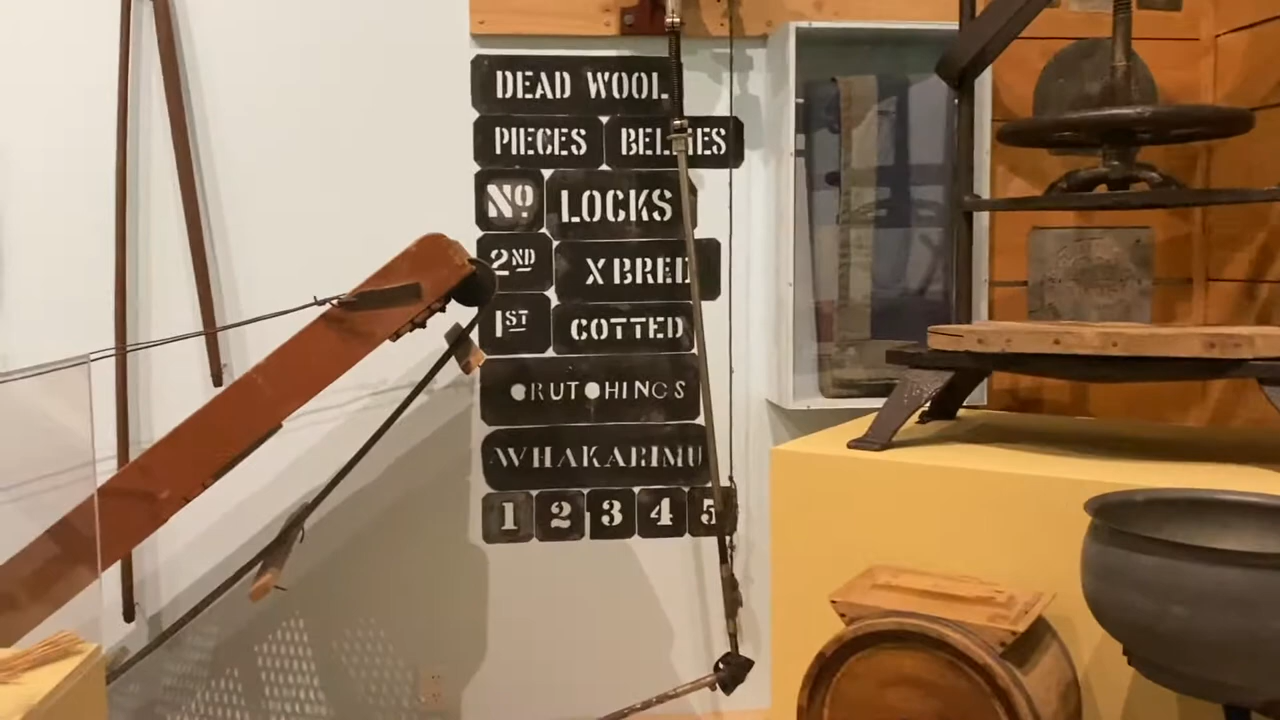 DEAD WOOL
PIECES BELLIES
No LOCKS
2ND XBRED
1ST COTTED
CRUTCHINGS
WHAKARIMU
1 2 3 4 5